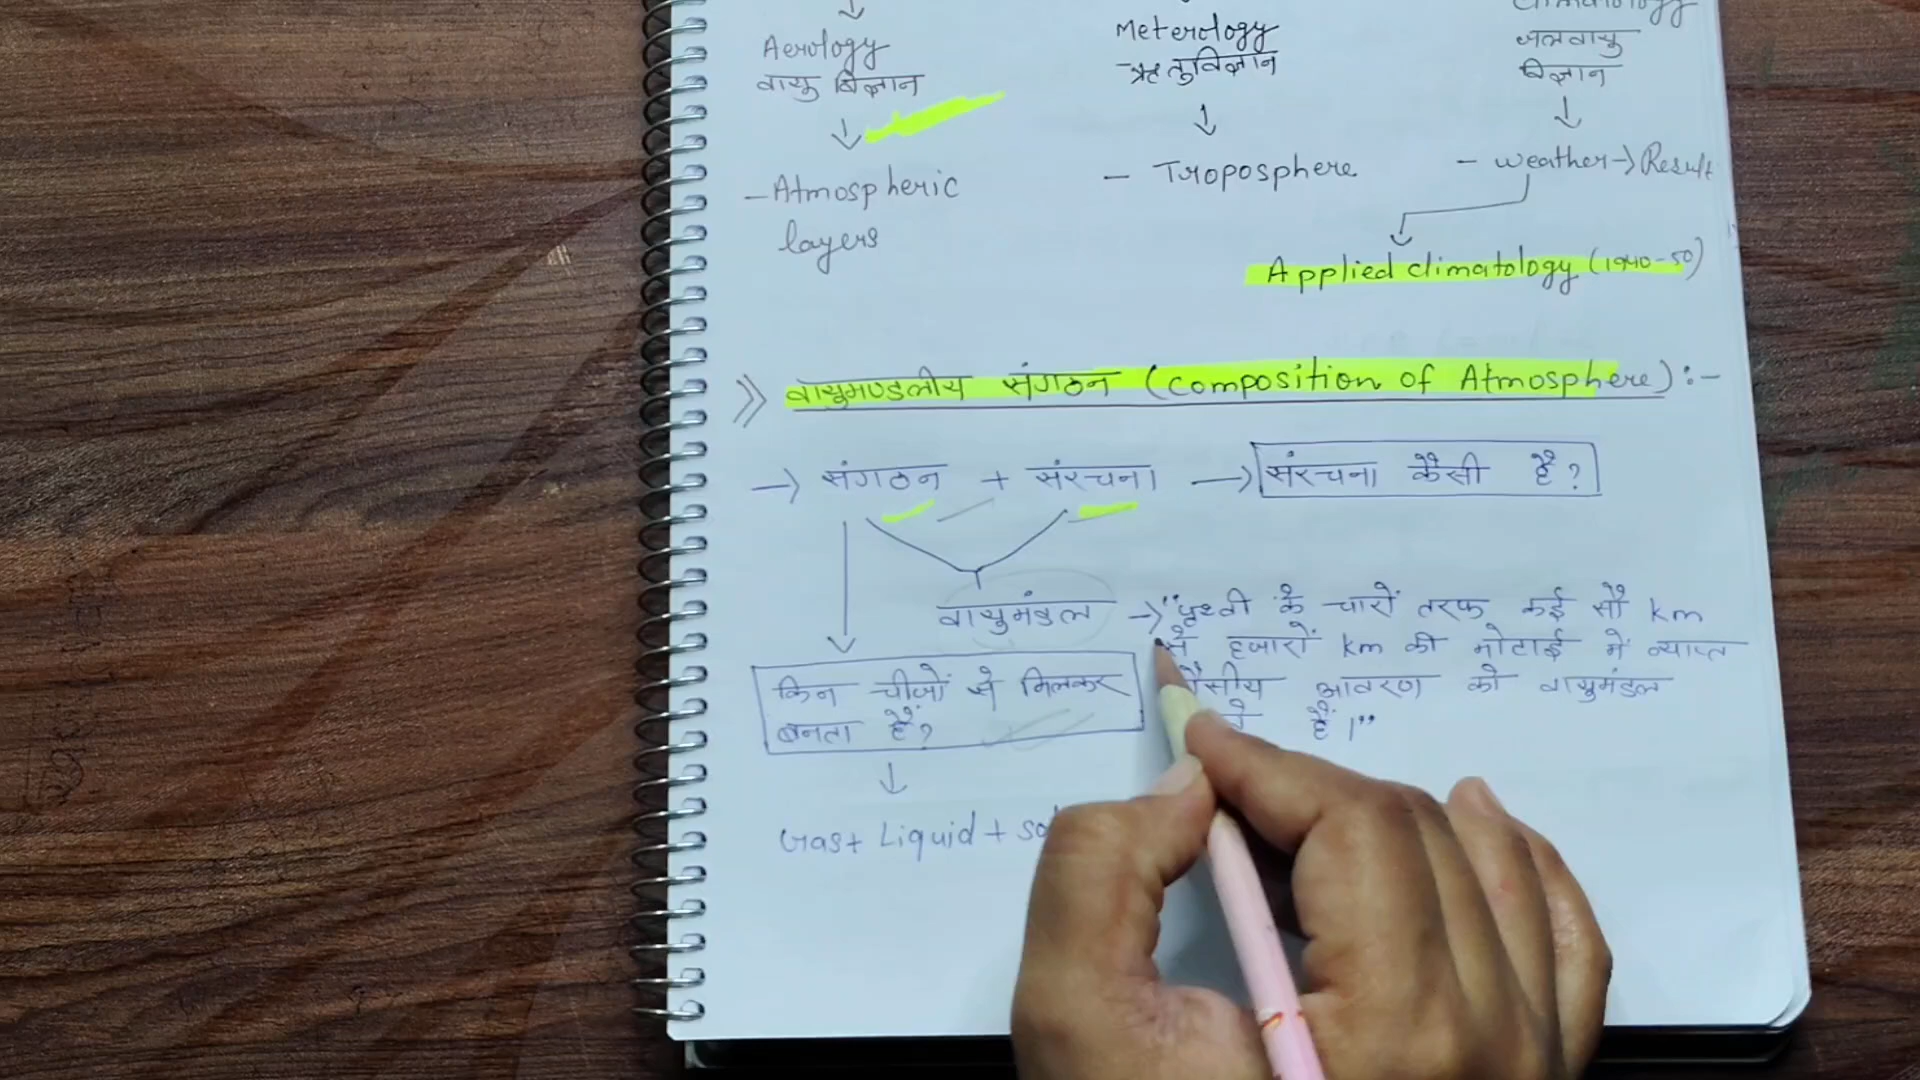 Aerology
वायु विज्ञान
Meterology
ऋतुविज्ञान
जलवायु
विज्ञान
- Atmospheric
layers
- Troposphere
- weather → Result
Applied climatology (1940-50)
» वायुमण्डलीय संगठन (composition of Atmosphere) :-
→ संगठन + संरचना → संरचना कैसी है?
वायुमंडल → "पृथ्वी के चारों तरफ कई सौ km
से हजारों km की मोटाई में व्याप्त
आवरण को वायुमंडल
हैं।"
किन चीजों से मिलकर
बनता है?
Gas + Liquid +